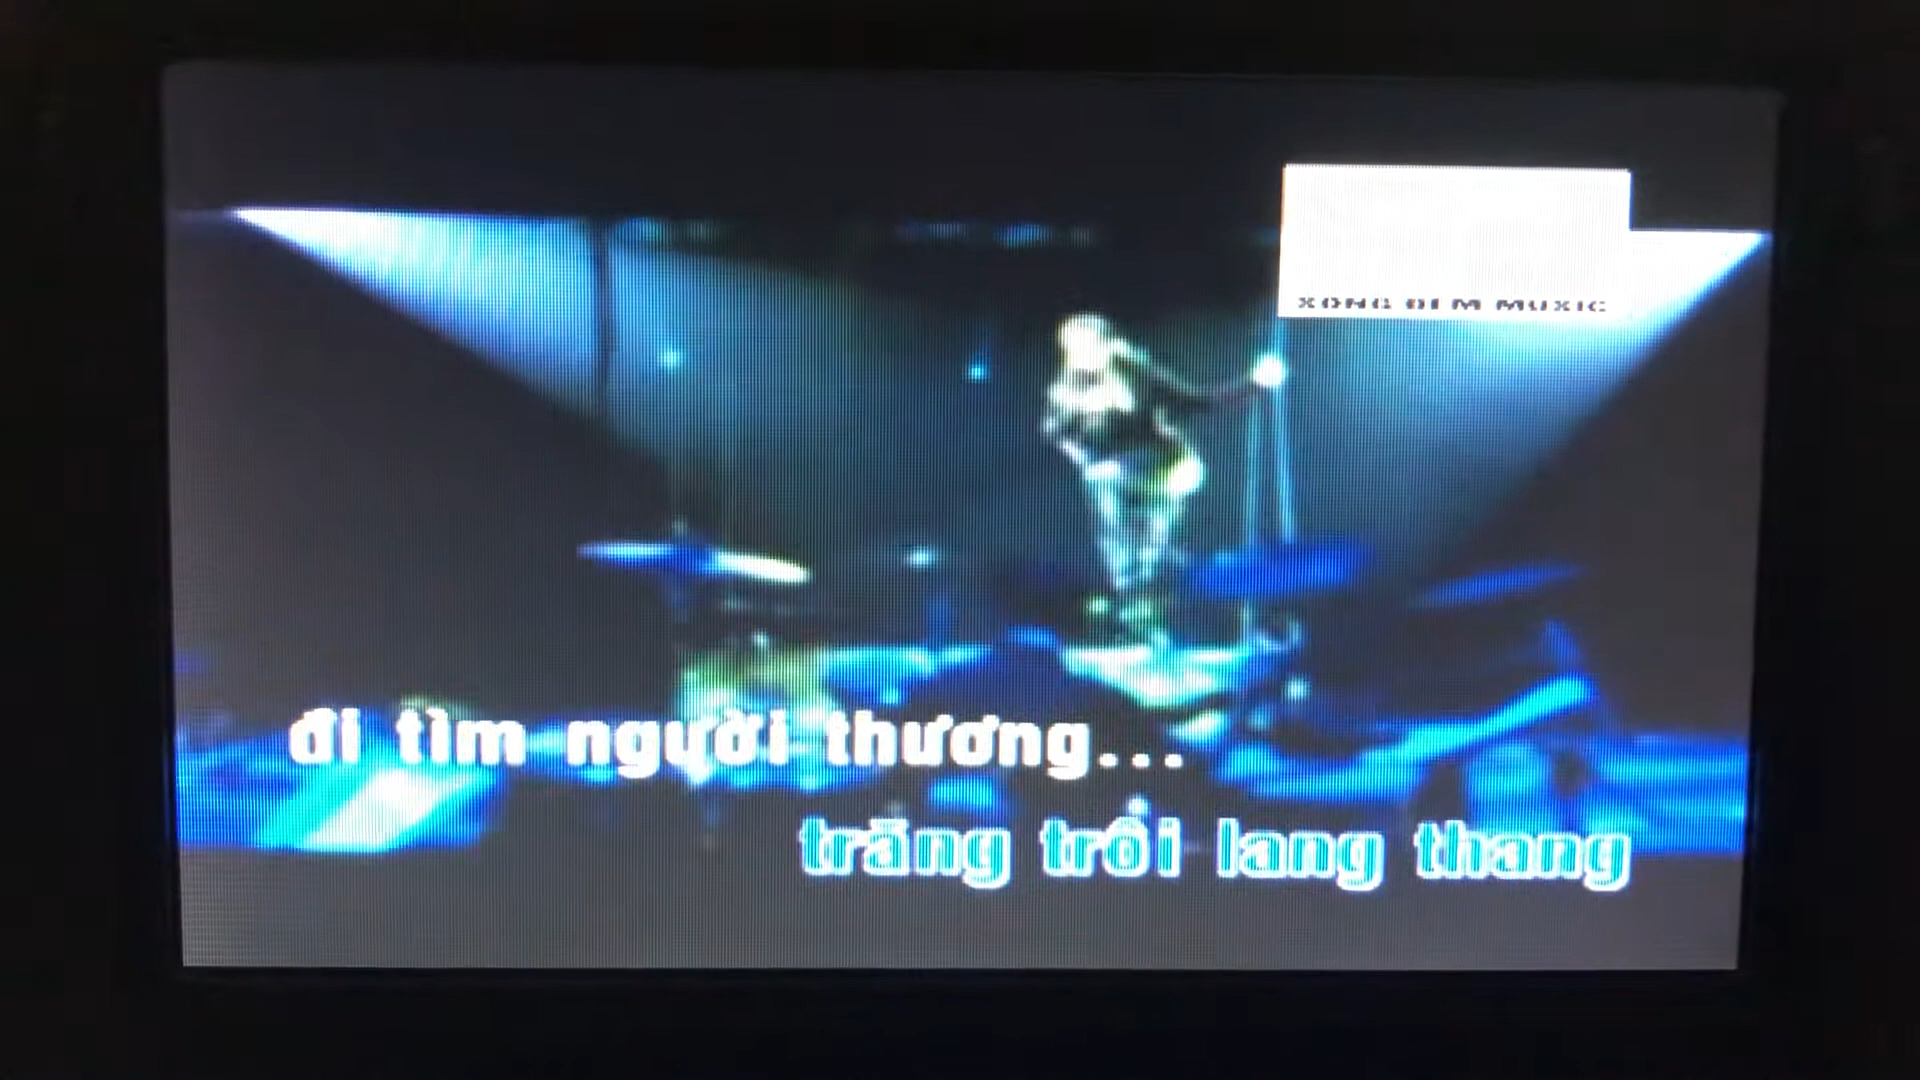 đi tìm người thương...
trăng trôi lang thang